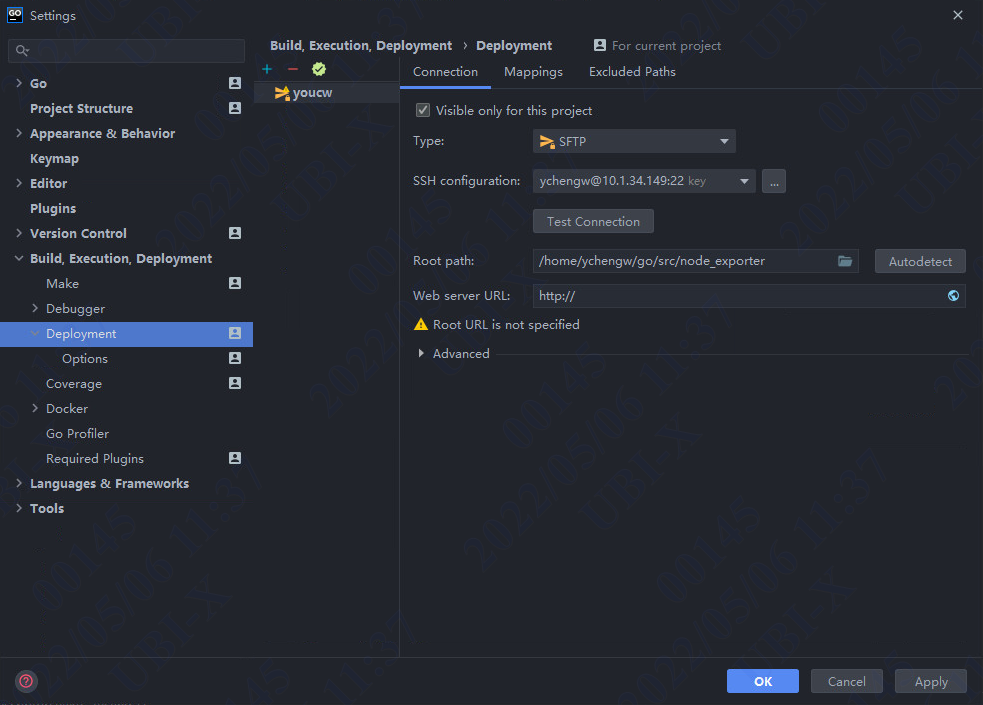 GO Settings
Build, Execution, Deployment › Deployment For current project
Go
Project Structure
Appearance & Behavior
Keymap
Editor
Plugins
Version Control
Build, Execution, Deployment
Make
Debugger
Deployment
Options
Coverage
Docker
Go Profiler
Required Plugins
Languages & Frameworks
Tools
youcw
Connection Mappings Excluded Paths
Visible only for this project
Type: SFTP
SSH configuration: ychengw@10.1.34.149:22 key ...
Test Connection
Root path: /home/ychengw/go/src/node_exporter Autodetect
Web server URL: http://
Root URL is not specified
Advanced
? OK Cancel Apply